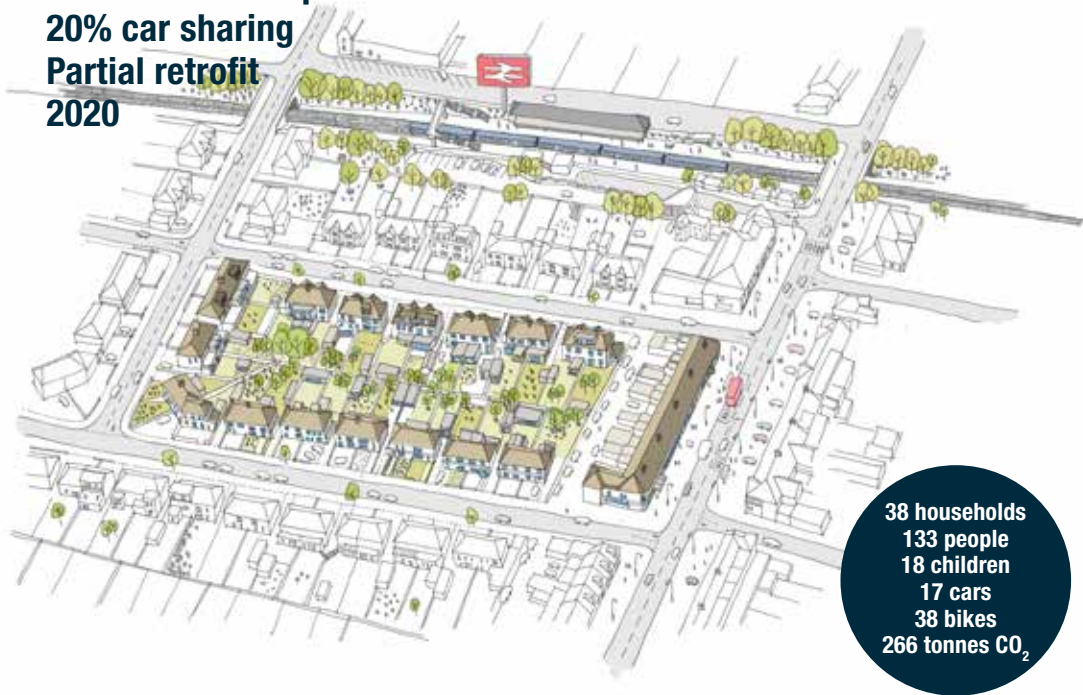 20% car sharing
Partial retrofit
2020
38 households
133 people
18 children
17 cars
38 bikes
266 tonnes CO₂